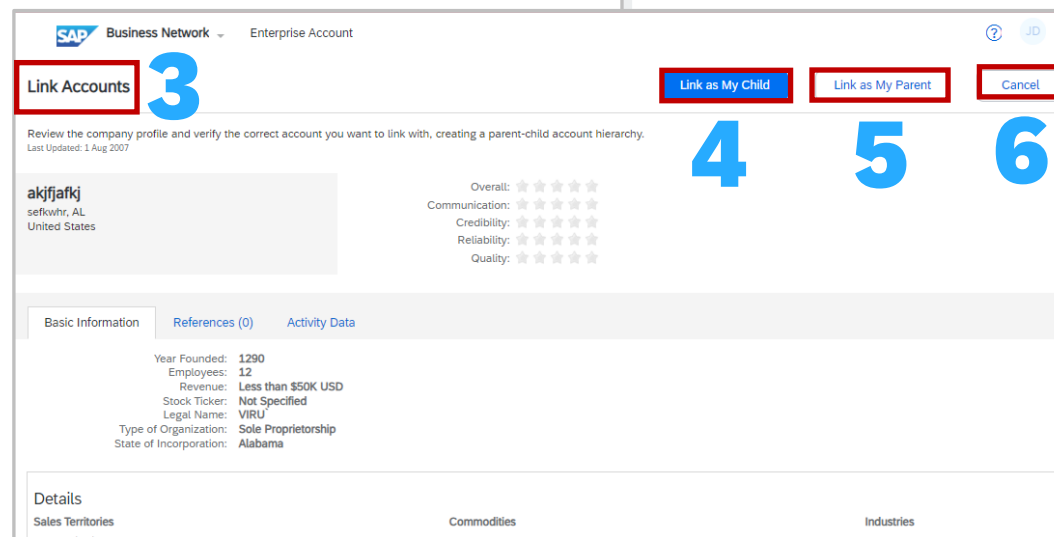 SAP Business Network Enterprise Account ? JD
Link Accounts 3 Link as My Child Link as My Parent Cancel
4 5 6
Review the company profile and verify the correct account you want to link with, creating a parent-child account hierarchy.
Last Updated: 1 Aug 2007
akjfjafkj
sefkwhr, AL
United States
Overall:
Communication:
Credibility:
Reliability:
Quality:
Basic Information References (0) Activity Data
Year Founded: 1290
Employees: 12
Revenue: Less than $50K USD
Stock Ticker: Not Specified
Legal Name: VIRU
Type of Organization: Sole Proprietorship
State of Incorporation: Alabama
Details
Sales Territories Commodities Industries